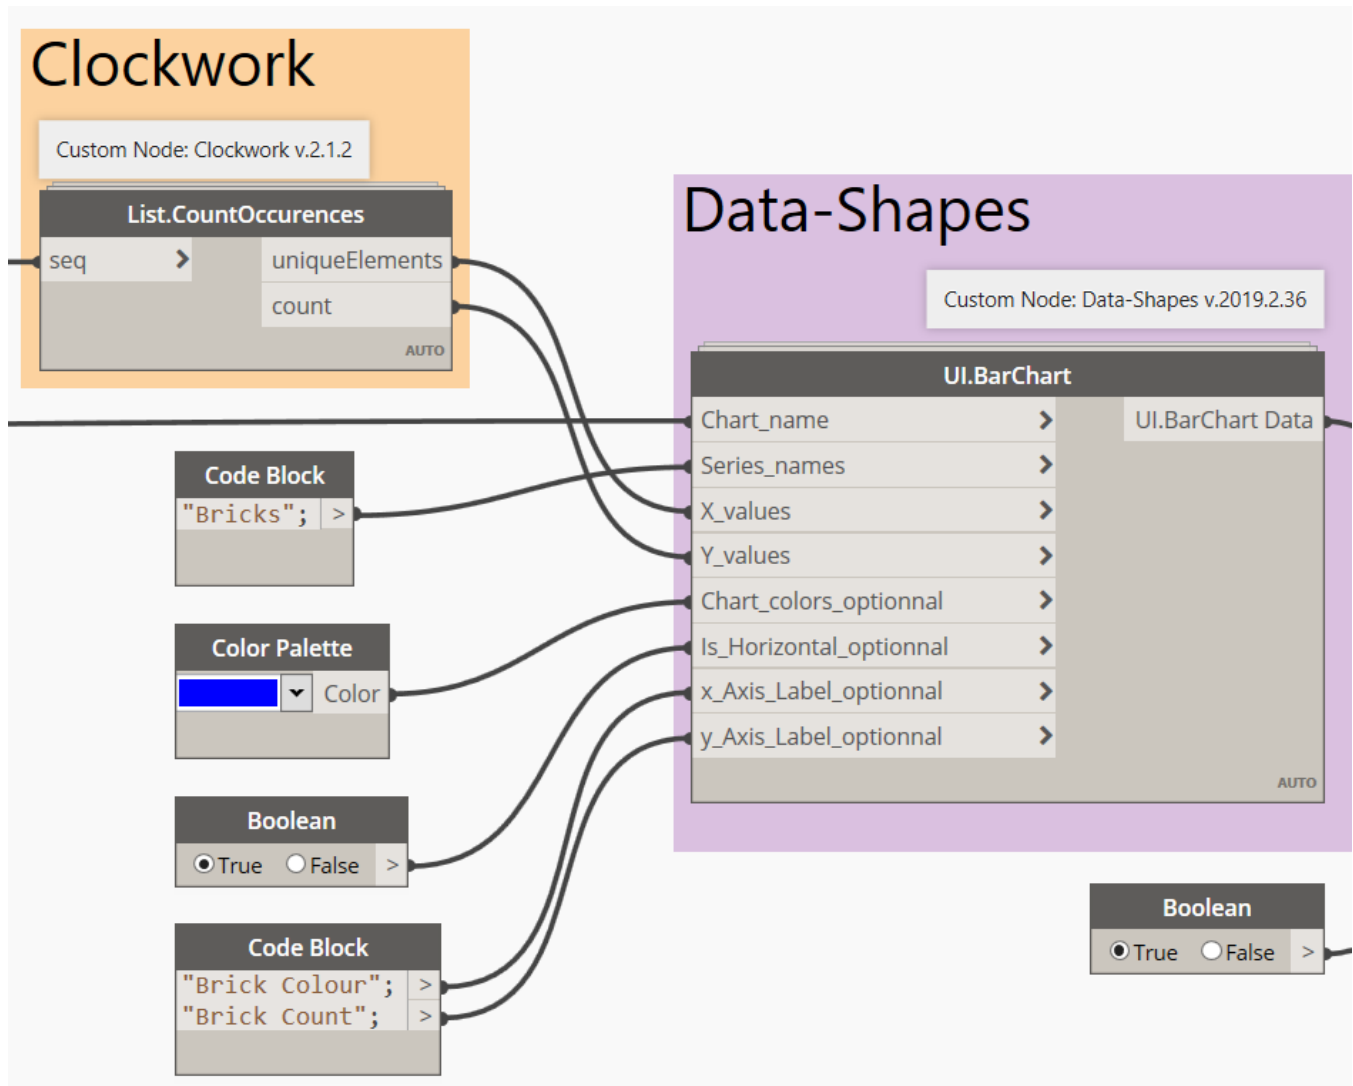 Clockwork
Custom Node: Clockwork v.2.1.2
List.CountOccurences
seq > uniqueElements
count
AUTO
Data-Shapes
Custom Node: Data-Shapes v.2019.2.36
UI.BarChart
Chart_name > UI.BarChart Data
Series_names >
X_values >
Y_values >
Chart_colors_optionnal >
Is_Horizontal_optionnal >
x_Axis_Label_optionnal >
y_Axis_Label_optionnal >
AUTO
Code Block
"Bricks"; >
Color Palette
Color
Boolean
True False >
Code Block
"Brick Colour"; >
"Brick Count"; >
Boolean
True False >